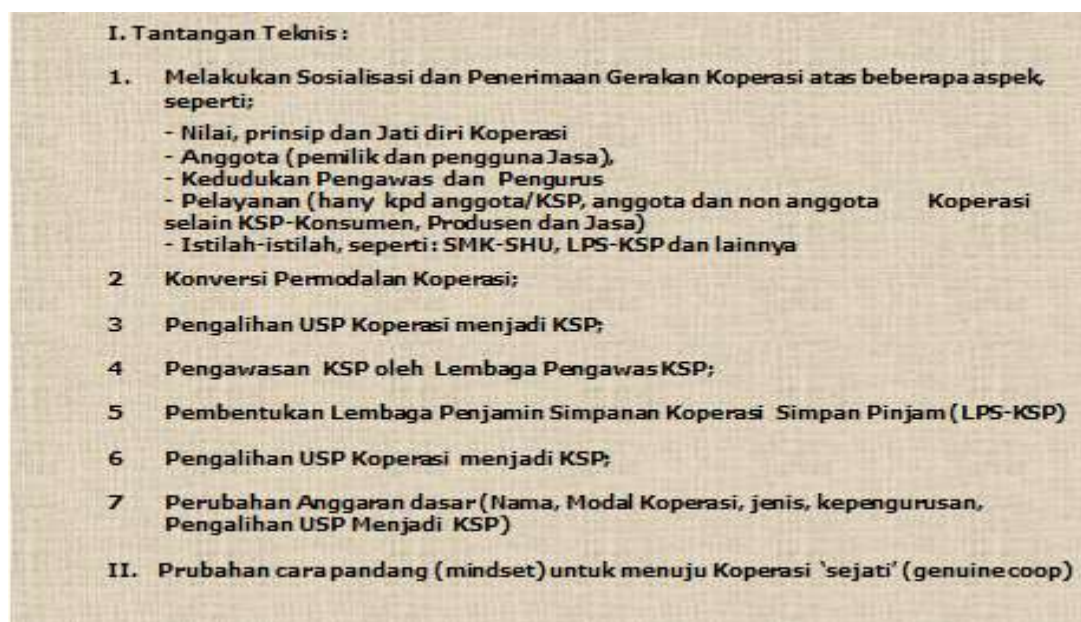 I. Tantangan Teknis :
1. Melakukan Sosialisasi dan Penerimaan Gerakan Koperasi atas beberapa aspek,
seperti;
- Nilai, prinsip dan Jati diri Koperasi
- Anggota (pemilik dan pengguna Jasa),
- Kedudukan Pengawas dan Pengurus
- Pelayanan (hany kpd anggota/KSP, anggota dan non anggota Koperasi
selain KSP-Konsumen, Produsen dan Jasa)
- Istilah-istilah, seperti : SMK-SHU, LPS-KSP dan lainnya
2 Konversi Permodalan Koperasi;
3 Pengalihan USP Koperasi menjadi KSP;
4 Pengawasan KSP oleh Lembaga Pengawas KSP;
5 Pembentukan Lembaga Penjamin Simpanan Koperasi Simpan Pinjam (LPS-KSP)
6 Pengalihan USP Koperasi menjadi KSP;
7 Perubahan Anggaran dasar (Nama, Modal Koperasi, jenis, kepengurusan,
Pengalihan USP Menjadi KSP)
II. Prubahan cara pandang (mindset) untuk menuju Koperasi 'sejati' (genuine coop)